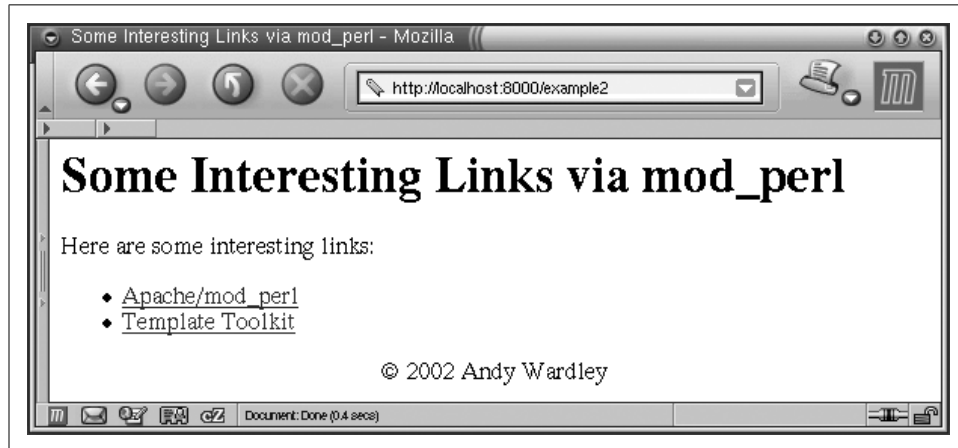 Some Interesting Links via mod_perl - Mozilla
http://localhost:8000/example2
Some Interesting Links via mod_perl
Here are some interesting links:
• Apache/mod_perl
• Template Toolkit
© 2002 Andy Wardley
Document: Done (0.4 secs)